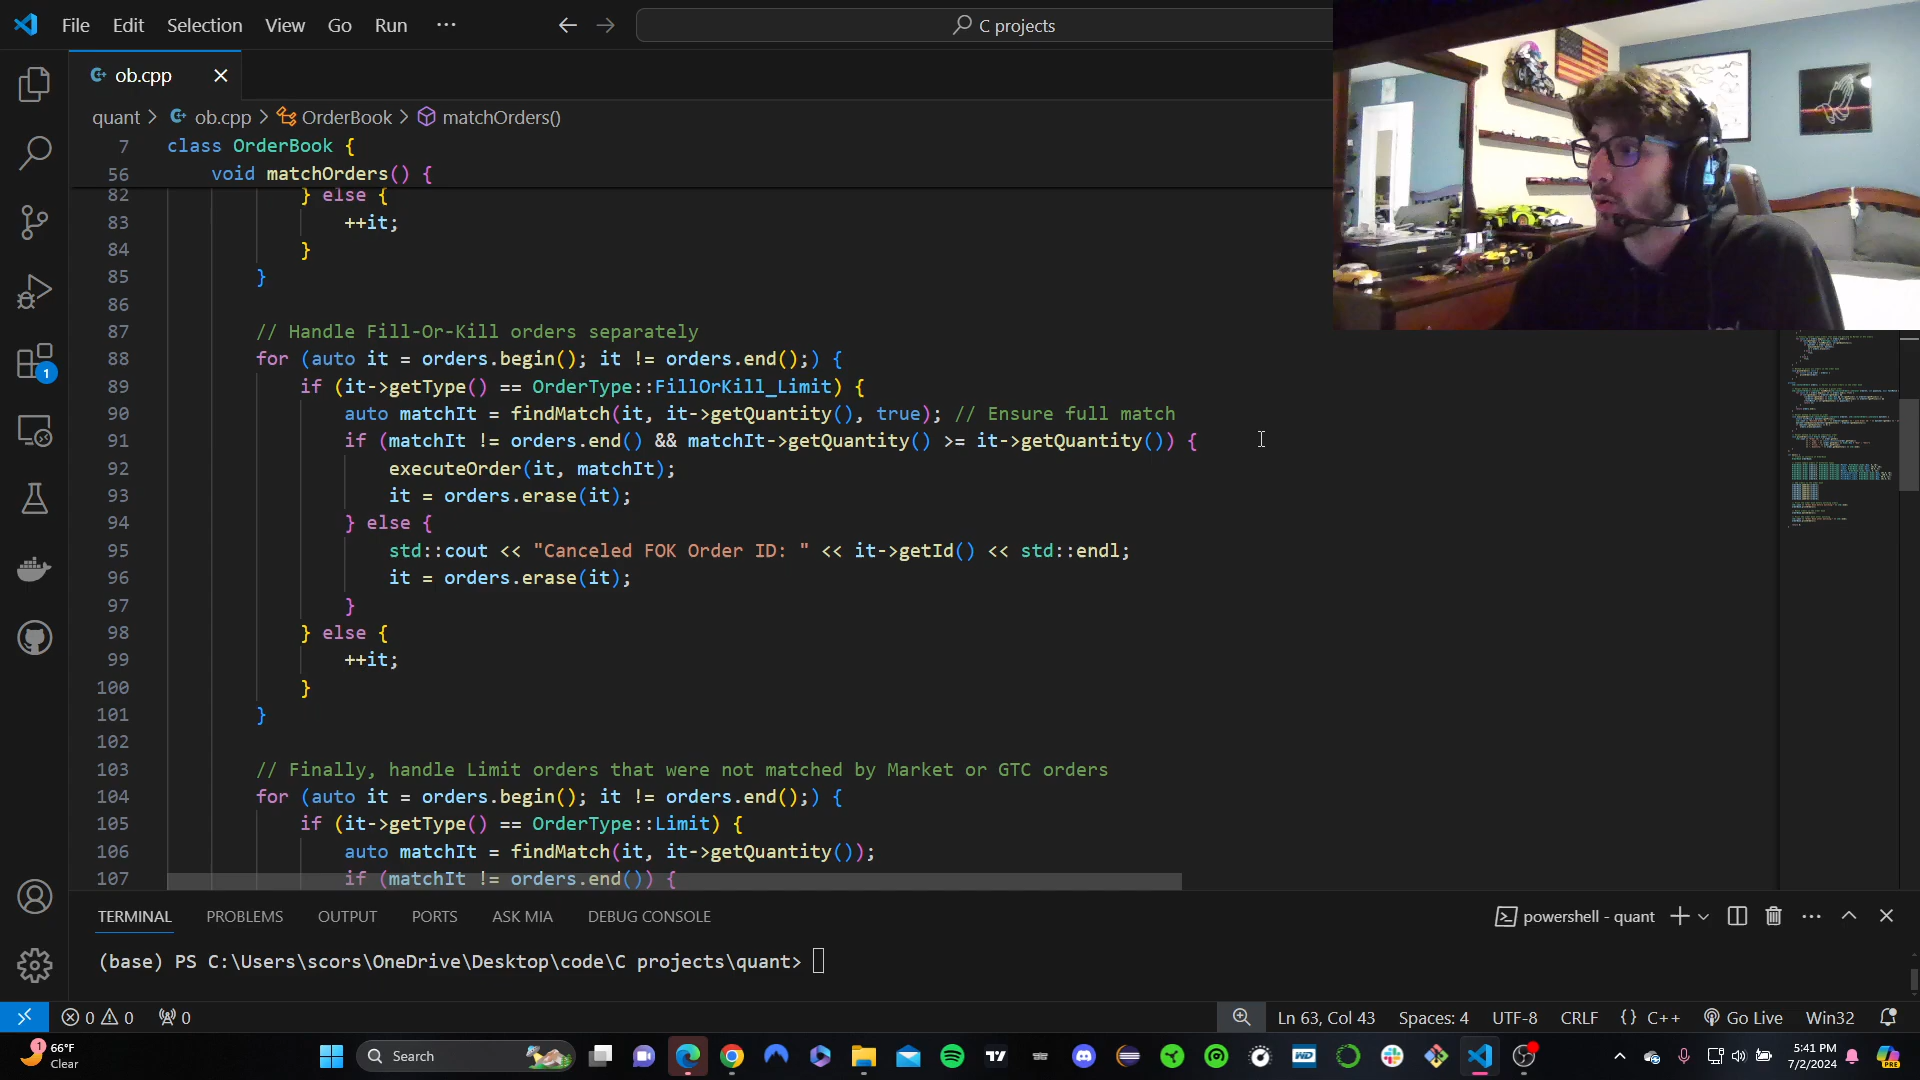 File Edit Selection View Go Run ···
C projects
ob.cpp
quant > ob.cpp > OrderBook > matchOrders()
7 class OrderBook {
56 void matchOrders() {
82 } else {
83 ++it;
84 }
85 }
86
87 // Handle Fill-Or-Kill orders separately
88 for (auto it = orders.begin(); it != orders.end();) {
89 if (it->getType() == OrderType::FillOrKill_Limit) {
90 auto matchIt = findMatch(it, it->getQuantity(), true); // Ensure full match
91 if (matchIt != orders.end() && matchIt->getQuantity() >= it->getQuantity()) {
92 executeOrder(it, matchIt);
93 it = orders.erase(it);
94 } else {
95 std::cout << "Canceled FOK Order ID: " << it->getId() << std::endl;
96 it = orders.erase(it);
97 }
98 } else {
99 ++it;
100 }
101 }
102
103 // Finally, handle Limit orders that were not matched by Market or GTC orders
104 for (auto it = orders.begin(); it != orders.end();) {
105 if (it->getType() == OrderType::Limit) {
106 auto matchIt = findMatch(it, it->getQuantity());
107 if (matchIt != orders.end()) {
1
TERMINAL PROBLEMS OUTPUT PORTS ASK MIA DEBUG CONSOLE powershell - quant
(base) PS C:\Users\scors\OneDrive\Desktop\code\C projects\quant>
0 0 0 Ln 63, Col 43 Spaces: 4 UTF-8 CRLF {} C++ Go Live Win32
1 66°F
Clear
Search
5:41 PM
7/2/2024